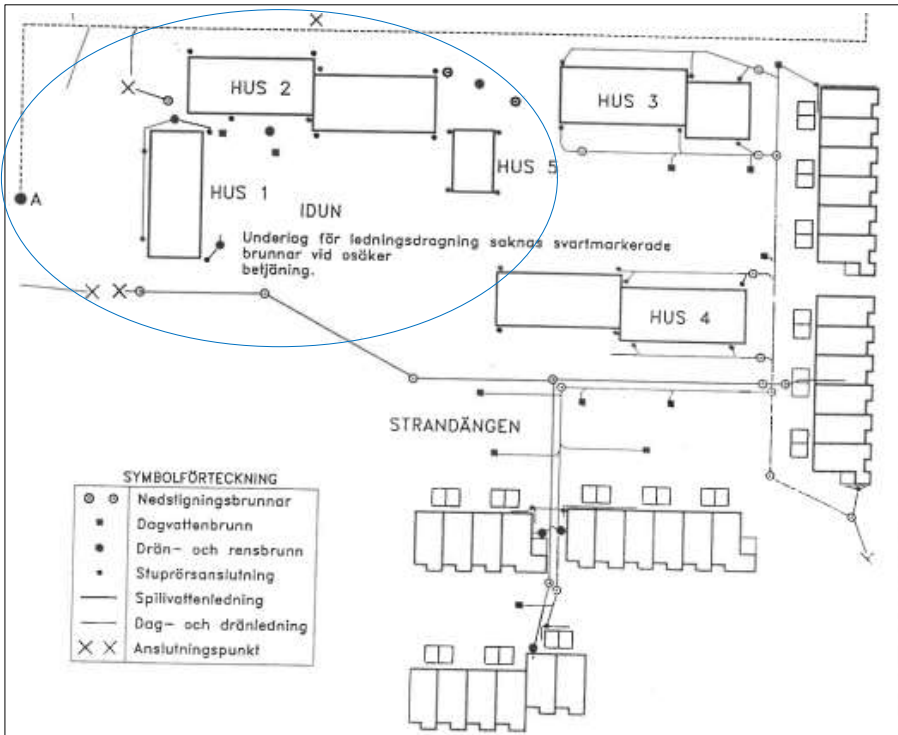 HUS 2
HUS 3
HUS 1
HUS 5
A
IDUN
Underlag för ledningsdragning saknas svartmarkerade
brunnar vid osäker
betjäning.
HUS 4
STRANDÄNGEN
SYMBOLFÖRTECKNING
Nedstigningsbrunnar
Dagvattenbrunn
Drön- och rensbrunn
Stuprörsanslutning
Spillvattenledning
Dag- och dränledning
Anslutningspunkt